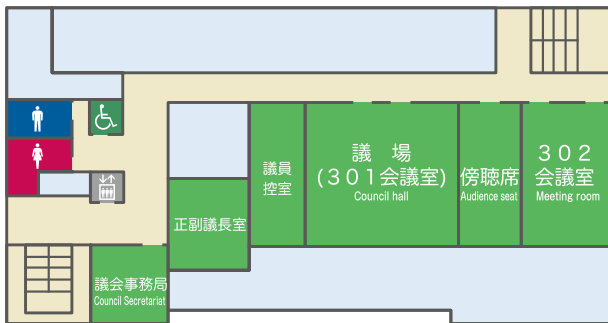 議員
控室
議　場
(３０１会議室)
Council hall
傍聴席
Audience seat
３０２
会議室
Meeting room
正副議長室
議会事務局
Council Secretariat